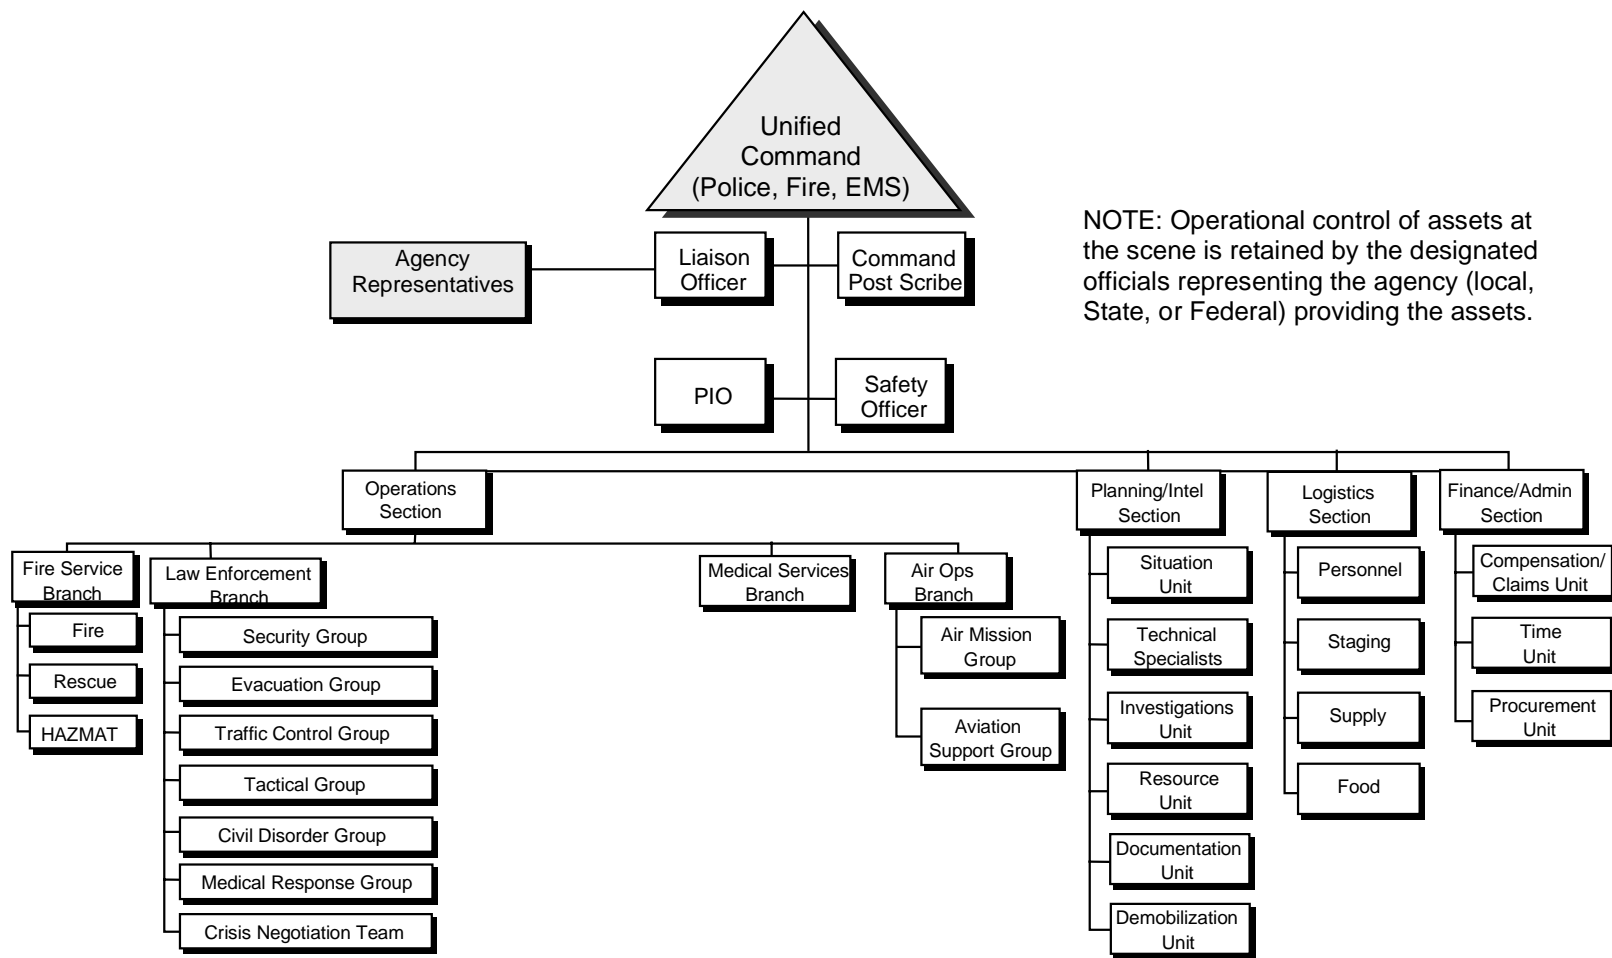 Unified
Command
(Police, Fire, EMS)
NOTE: Operational control of assets at
the scene is retained by the designated
officials representing the agency (local,
State, or Federal) providing the assets.
Agency
Representatives
Liaison
Officer
Command
Post Scribe
PIO
Safety
Officer
Operations
Section
Planning/Intel
Section
Logistics
Section
Finance/Admin
Section
Fire Service
Branch
Fire
Rescue
HAZMAT
Law Enforcement
Branch
Security Group
Evacuation Group
Traffic Control Group
Tactical Group
Civil Disorder Group
Medical Response Group
Crisis Negotiation Team
Medical Services
Branch
Air Ops
Branch
Air Mission
Group
Aviation
Support Group
Situation
Unit
Technical
Specialists
Investigations
Unit
Resource
Unit
Documentation
Unit
Demobilization
Unit
Personnel
Staging
Supply
Food
Compensation/
Claims Unit
Time
Unit
Procurement
Unit